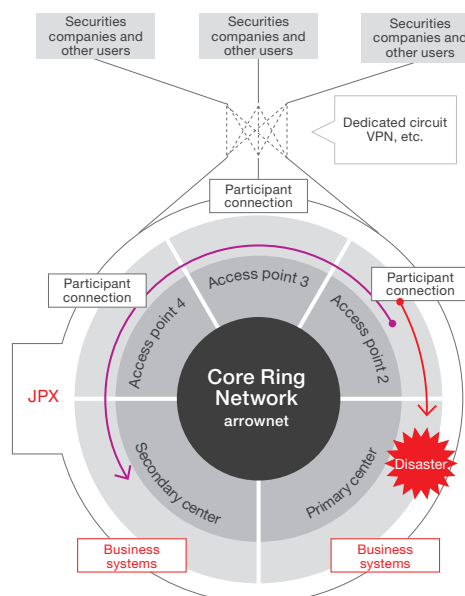 Securities
companies and
other users
Securities
companies and
other users
Securities
companies and
other users
Dedicated circuit
VPN, etc.
Participant
connection
Participant
connection
Participant
connection
Access point 3
Access point 4
Access point 2
JPX
Core Ring
Network
arrownet
Disaster
Secondary center
Primary center
Business
systems
Business
systems